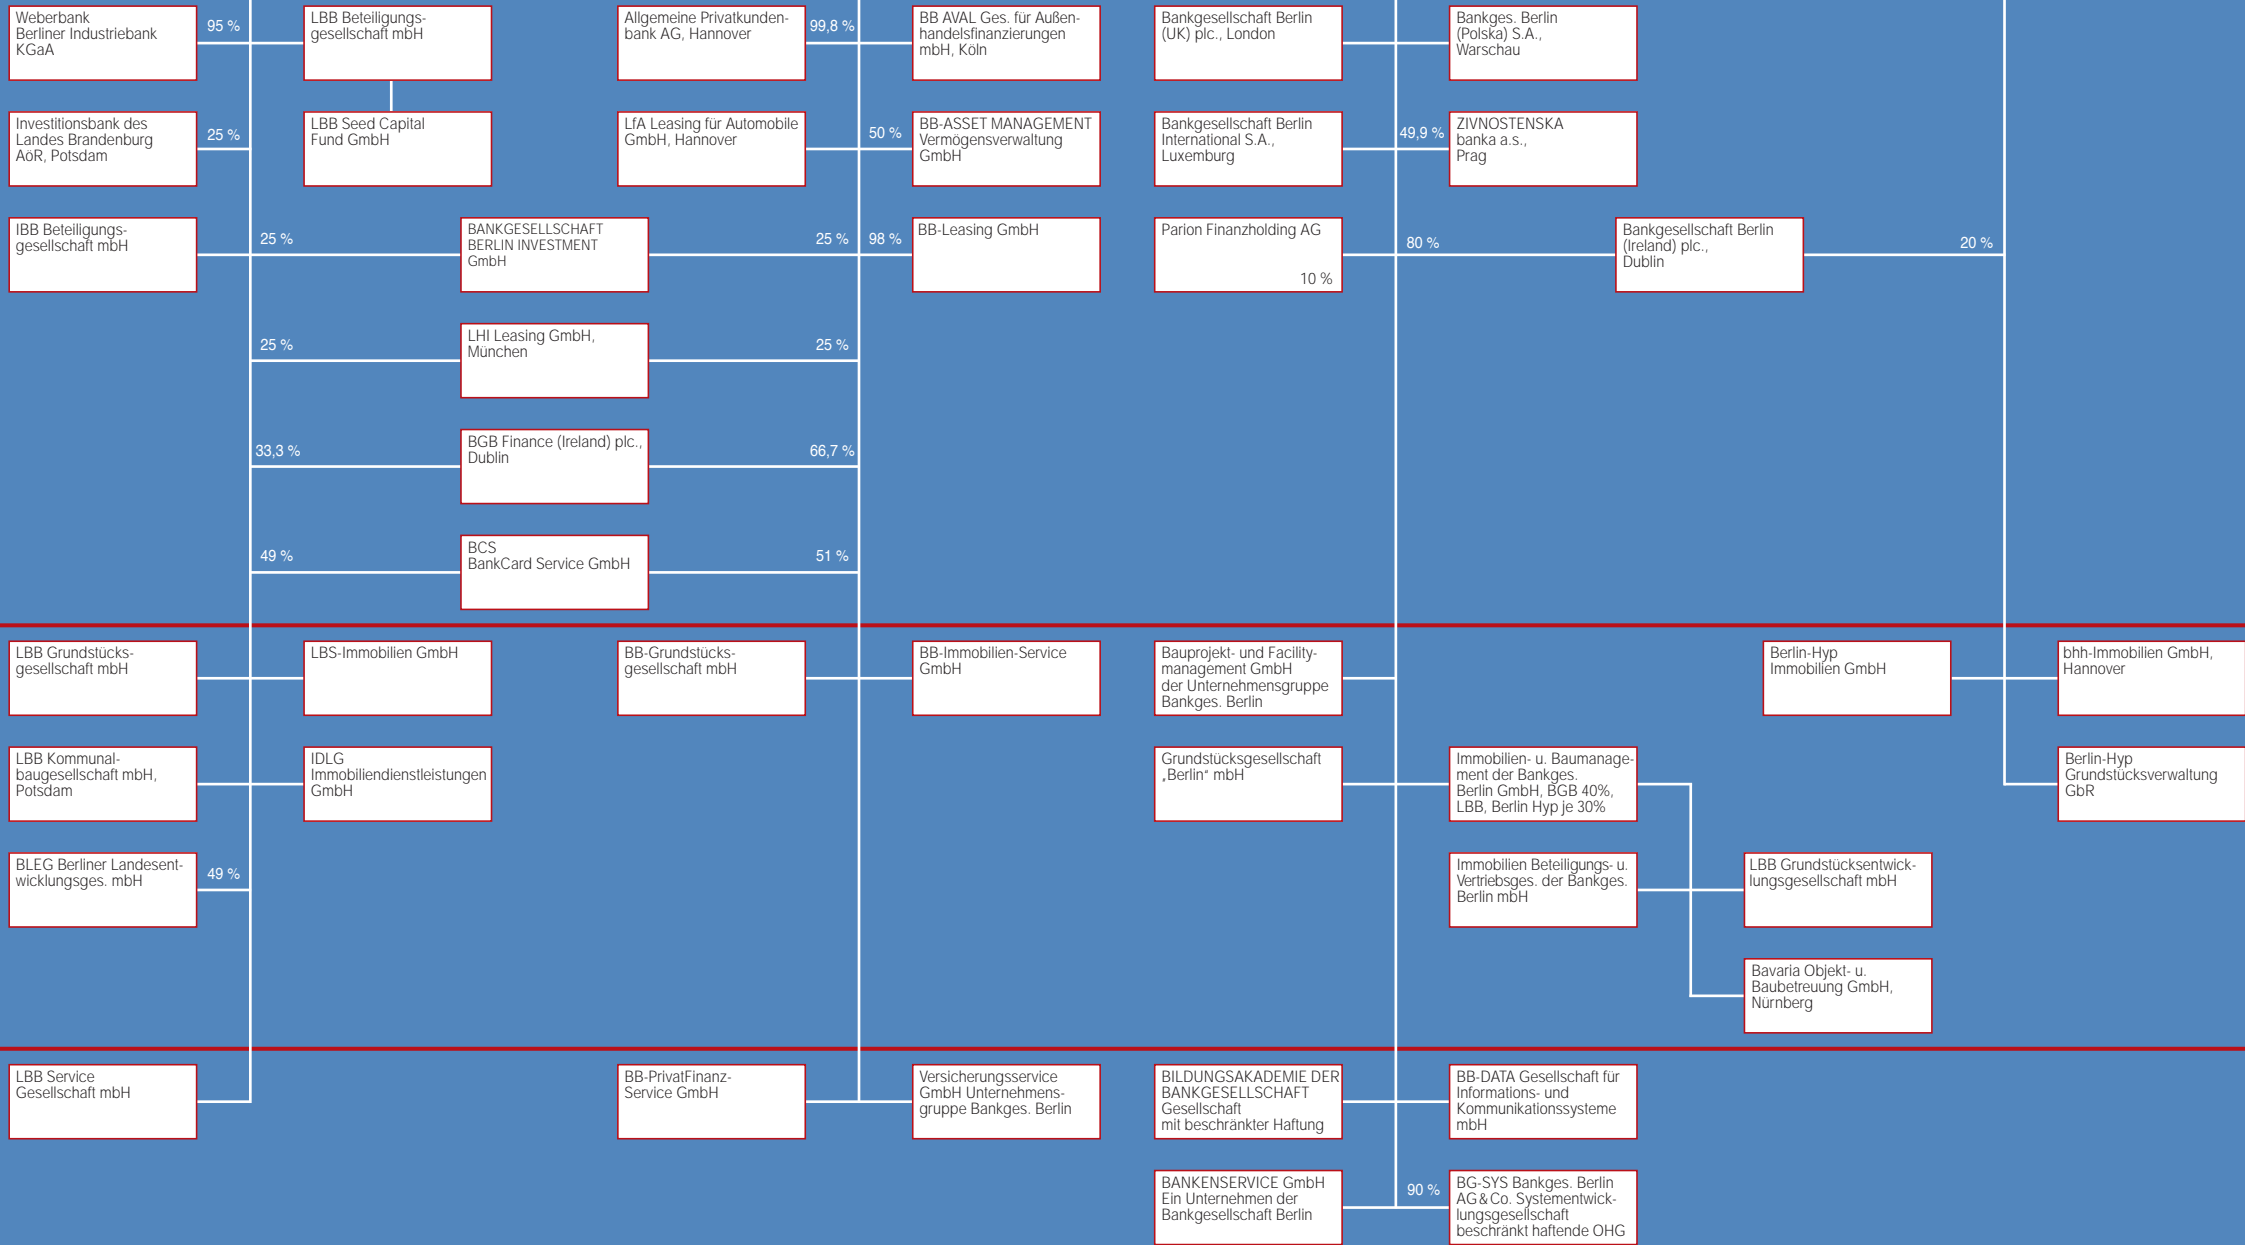 Weberbank
Berliner Industriebank
KGaA
95 %
LBB Beteiligungs-
gesellschaft mbH
Allgemeine Privatkunden-
bank AG, Hannover
99,8 %
BB AVAL Ges. für Außen-
handelsfinanzierungen
mbH, Köln
Bankgesellschaft Berlin
(UK) plc., London
Bankges. Berlin
(Polska) S.A.,
Warschau
Investitionsbank des
Landes Brandenburg
AöR, Potsdam
25 %
LBB Seed Capital
Fund GmbH
LfA Leasing für Automobile
GmbH, Hannover
50 %
BB-ASSET MANAGEMENT
Vermögensverwaltung
GmbH
Bankgesellschaft Berlin
International S.A.,
Luxemburg
49,9 %
ZIVNOSTENSKA
banka a.s.,
Prag
IBB Beteiligungs-
gesellschaft mbH
25 %
BANKGESELLSCHAFT
BERLIN INVESTMENT
GmbH
25 %
98 %
BB-Leasing GmbH
Parion Finanzholding AG
10 %
80 %
Bankgesellschaft Berlin
(Ireland) plc.,
Dublin
20 %
25 %
LHI Leasing GmbH,
München
25 %
33,3 %
BGB Finance (Ireland) plc.,
Dublin
66,7 %
49 %
BCS
BankCard Service GmbH
51 %
LBB Grundstücks-
gesellschaft mbH
LBS-Immobilien GmbH
BB-Grundstücks-
gesellschaft mbH
BB-Immobilien-Service
GmbH
Bauprojekt- und Facility-
management GmbH
der Unternehmensgruppe
Bankges. Berlin
Berlin-Hyp
Immobilien GmbH
bhh-Immobilien GmbH,
Hannover
LBB Kommunal-
baugesellschaft mbH,
Potsdam
IDLG
Immobiliendienstleistungen
GmbH
Grundstücksgesellschaft
„Berlin“ mbH
Immobilien- u. Baumanage-
ment der Bankges.
Berlin GmbH, BGB 40%,
LBB, Berlin Hyp je 30%
Berlin-Hyp
Grundstücksverwaltung
GbR
BLEG Berliner Landesent-
wicklungsges. mbH
49 %
Immobilien Beteiligungs- u.
Vertriebsges. der Bankges.
Berlin mbH
LBB Grundstücksentwick-
lungsgesellschaft mbH
Bavaria Objekt- u.
Baubetreuung GmbH,
Nürnberg
LBB Service
Gesellschaft mbH
BB-PrivatFinanz-
Service GmbH
Versicherungsservice
GmbH Unternehmens-
gruppe Bankges. Berlin
BILDUNGSAKADEMIE DER
BANKGESELLSCHAFT
Gesellschaft
mit beschränkter Haftung
BB-DATA Gesellschaft für
Informations- und
Kommunikationssysteme
mbH
BANKENSERVICE GmbH
Ein Unternehmen der
Bankgesellschaft Berlin
90 %
BG-SYS Bankges. Berlin
AG & Co. Systementwick-
lungsgesellschaft
beschränkt haftende OHG